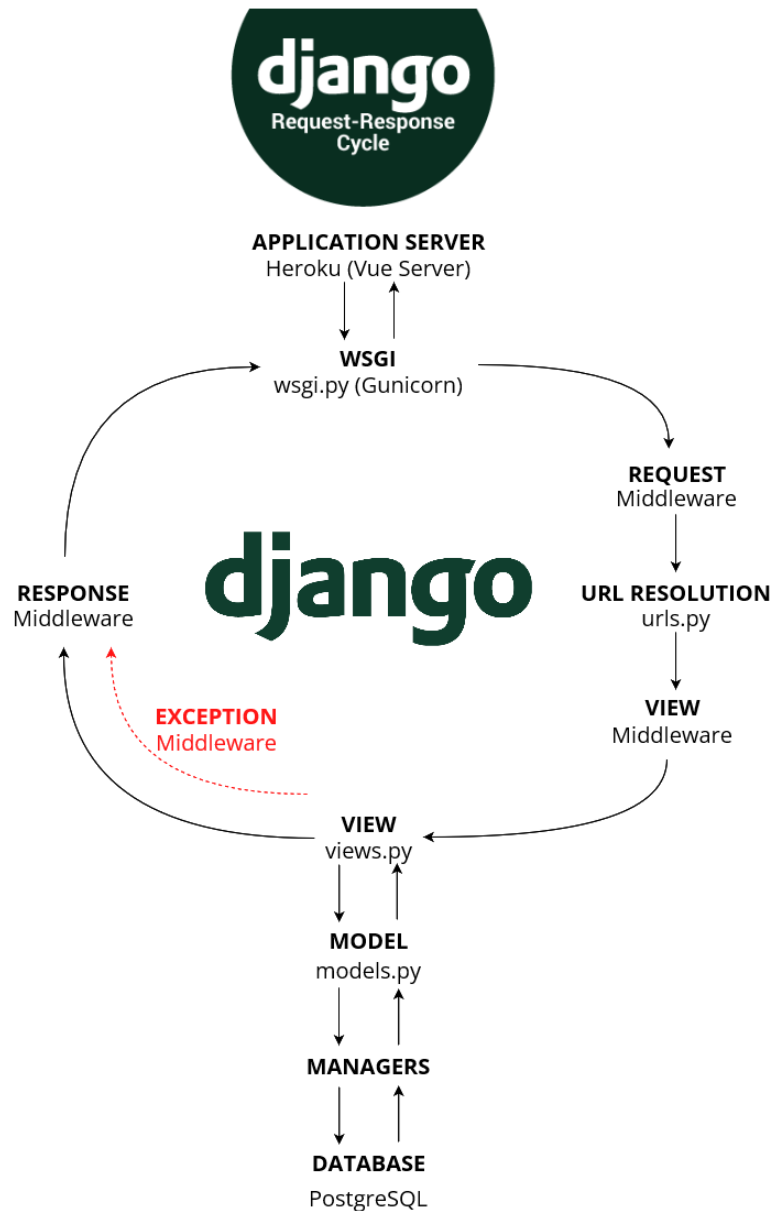 django
Request-Response
Cycle
APPLICATION SERVER
Heroku (Vue Server)
WSGI
wsgi.py (Gunicorn)
REQUEST
Middleware
django
RESPONSE
Middleware
URL RESOLUTION
urls.py
EXCEPTION
Middleware
VIEW
Middleware
VIEW
views.py
MODEL
models.py
MANAGERS
DATABASE
PostgreSQL